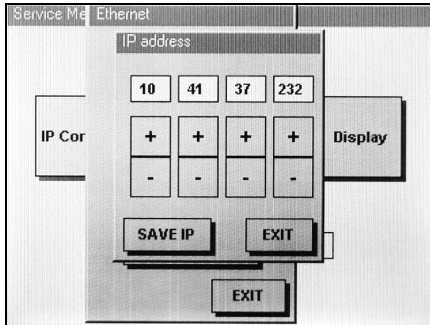 Service Me
Ethernet
IP address
10 41 37 232
IP Cor
+ + + +
Display
- - - -
SAVE IP
EXIT
EXIT